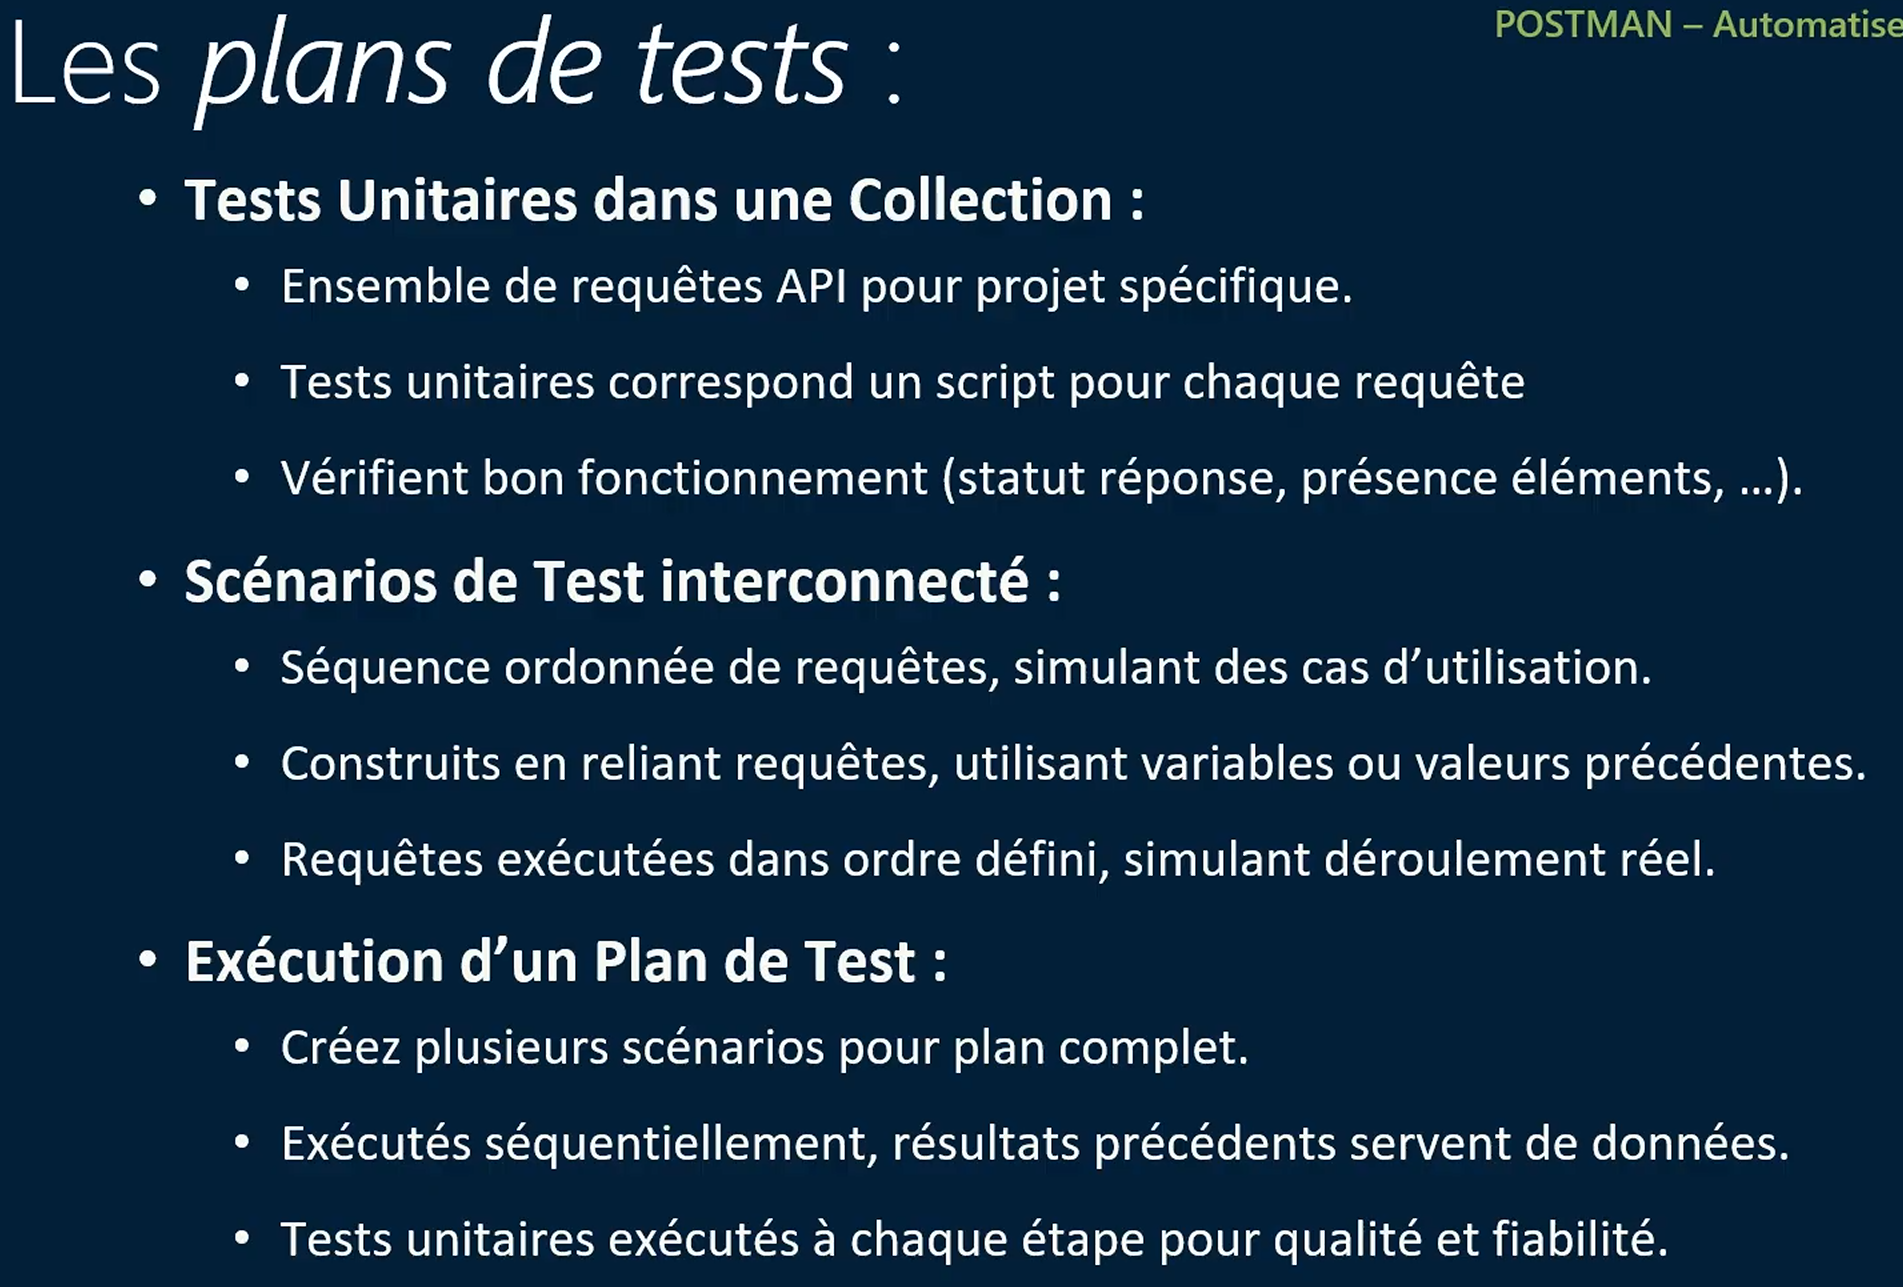 POSTMAN – Automatise
Les plans de tests :
• Tests Unitaires dans une Collection :
• Ensemble de requêtes API pour projet spécifique.
• Tests unitaires correspond un script pour chaque requête
• Vérifient bon fonctionnement (statut réponse, présence éléments, ...).
• Scénarios de Test interconnecté :
• Séquence ordonnée de requêtes, simulant des cas d’utilisation.
• Construits en reliant requêtes, utilisant variables ou valeurs précédentes.
• Requêtes exécutées dans ordre défini, simulant déroulement réel.
• Exécution d’un Plan de Test :
• Créez plusieurs scénarios pour plan complet.
• Exécutés séquentiellement, résultats précédents servent de données.
• Tests unitaires exécutés à chaque étape pour qualité et fiabilité.